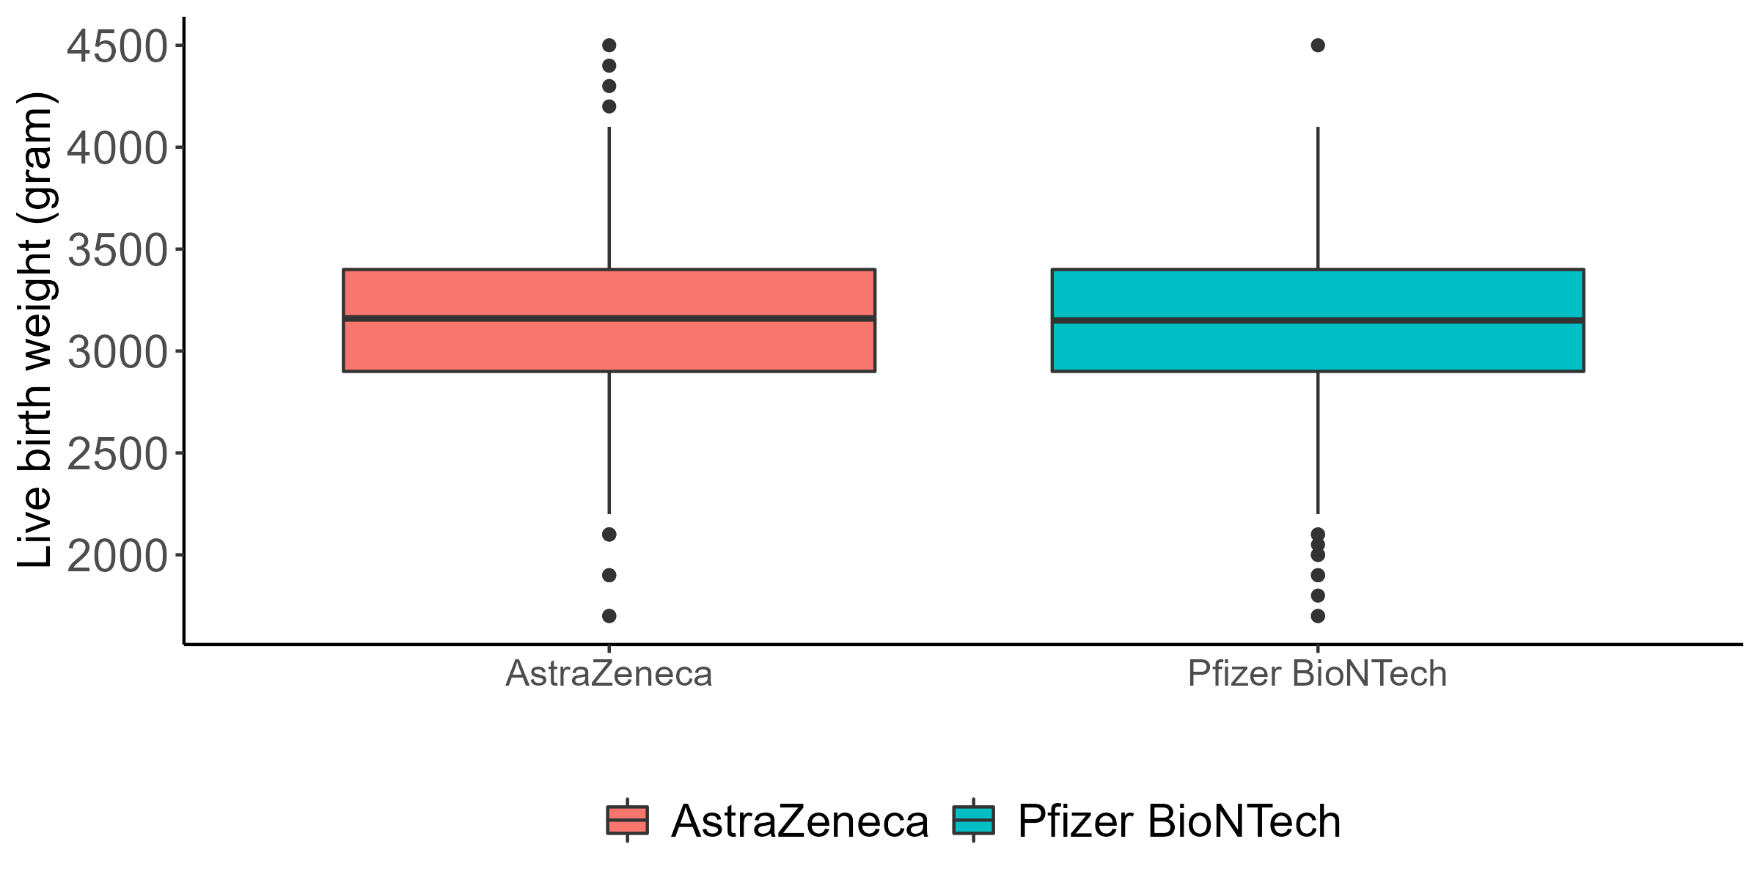 Live birth weight (gram)
4500
4000
3500
3000
2500
2000
AstraZeneca Pfizer BioNTech
AstraZeneca Pfizer BioNTech